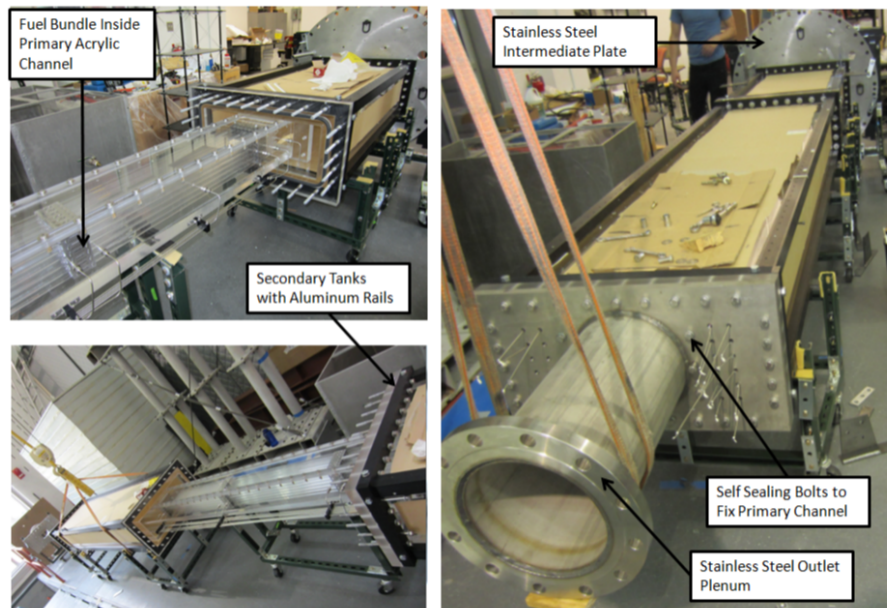 Fuel Bundle Inside
Primary Acrylic
Channel
Stainless Steel
Intermediate Plate
Secondary Tanks
with Aluminum Rails
Self Sealing Bolts to
Fix Primary Channel
Stainless Steel Outlet
Plenum